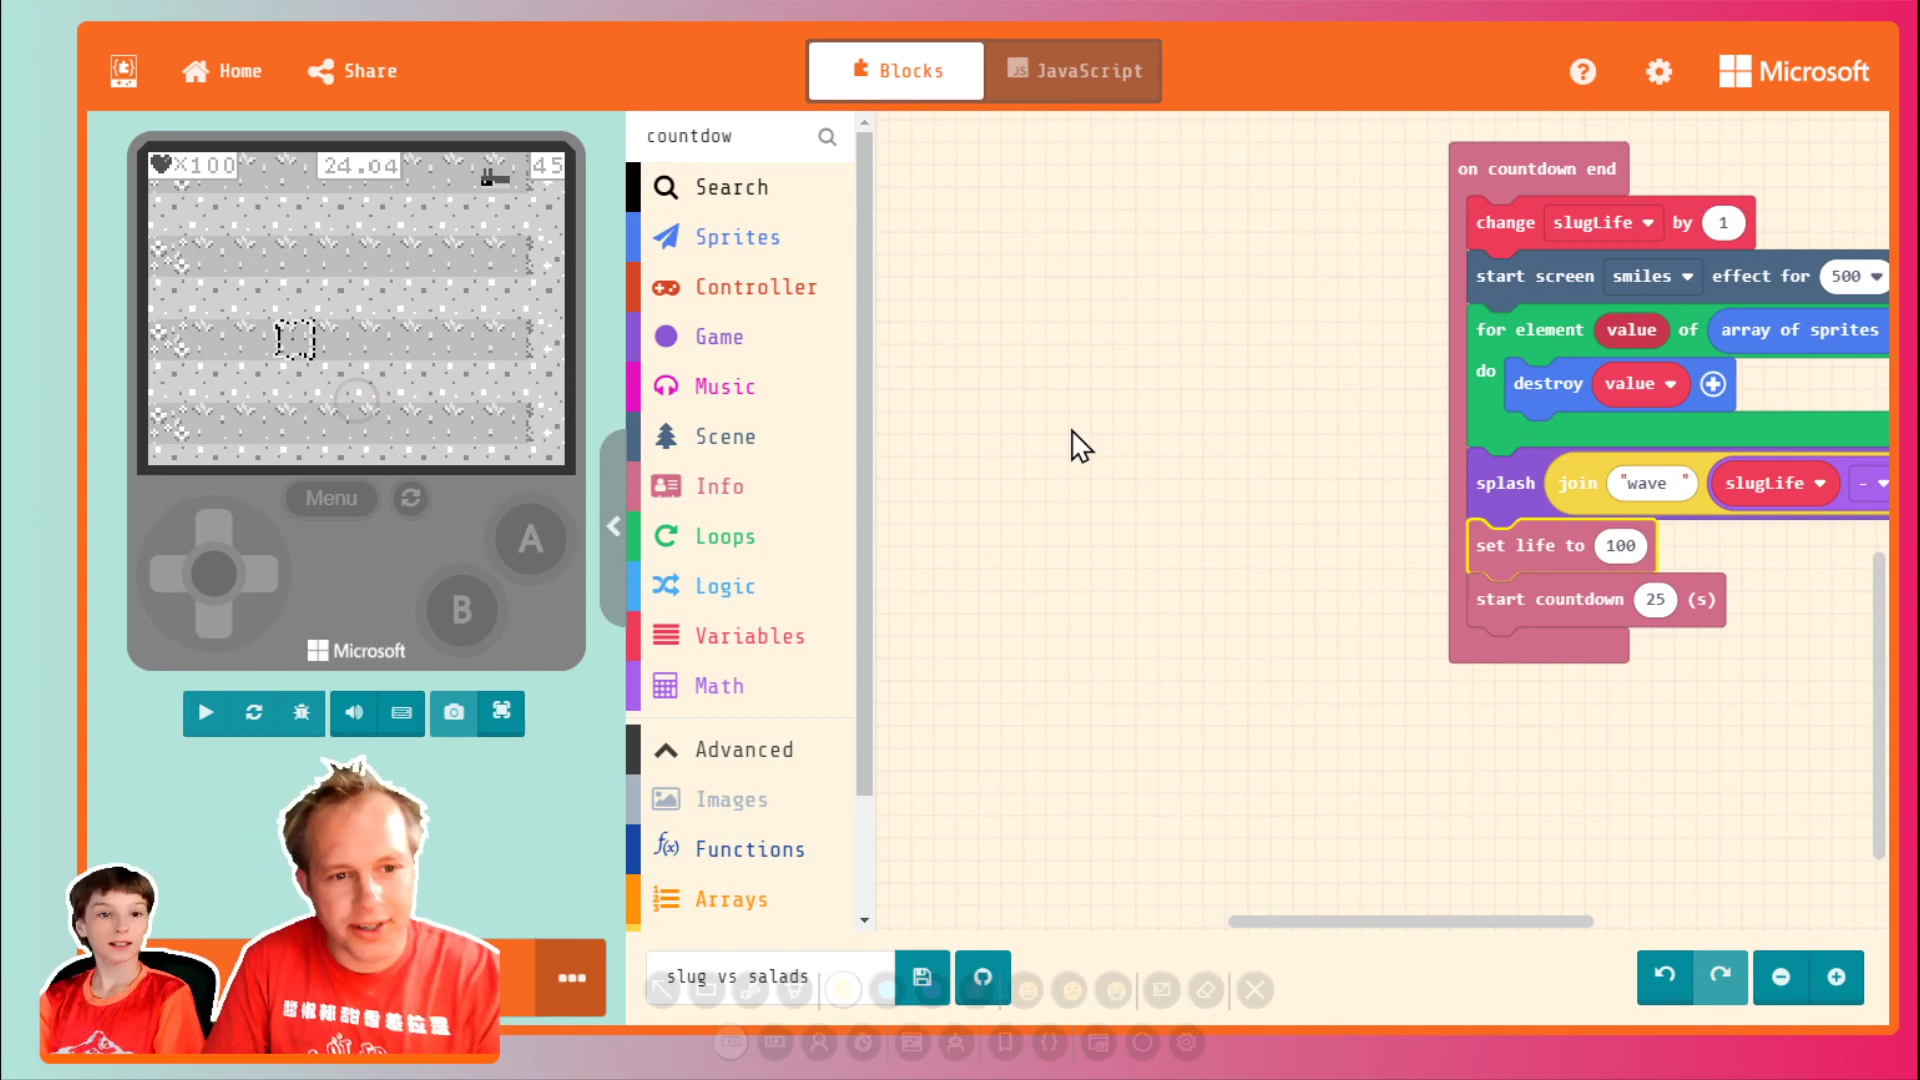 Home
Share
Blocks
JS JavaScript
?
Microsoft
X100
24.04
45
Menu
A
B
Microsoft
countdow
Search
Sprites
Controller
Game
Music
Scene
Info
Loops
Logic
Variables
Math
Advanced
Images
f(x) Functions
Arrays
on countdown end
change slugLife by 1
start screen smiles effect for 500
for element value of array of sprites
do destroy value
splash join "wave " slugLife -
set life to 100
start countdown 25 (s)
slug vs salads